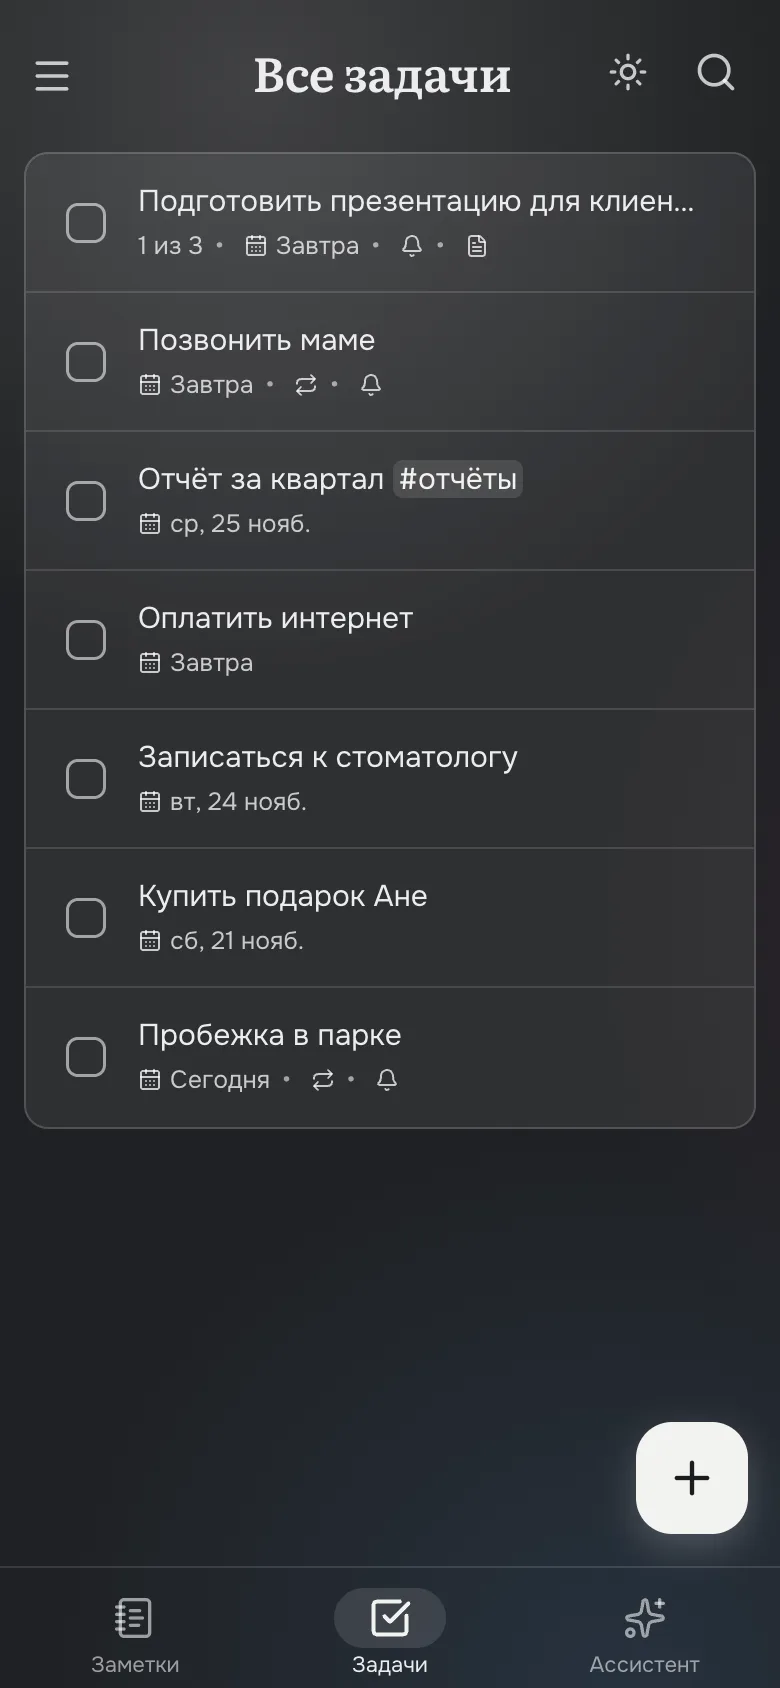 Все задачи
Подготовить презентацию для клиен...
1 из 3 • Завтра • •
Позвонить маме
Завтра • •
Отчёт за квартал #отчёты
ср, 25 нояб.
Оплатить интернет
Завтра
Записаться к стоматологу
вт, 24 нояб.
Купить подарок Ане
сб, 21 нояб.
Пробежка в парке
Сегодня • •
Заметки
Задачи
Ассистент